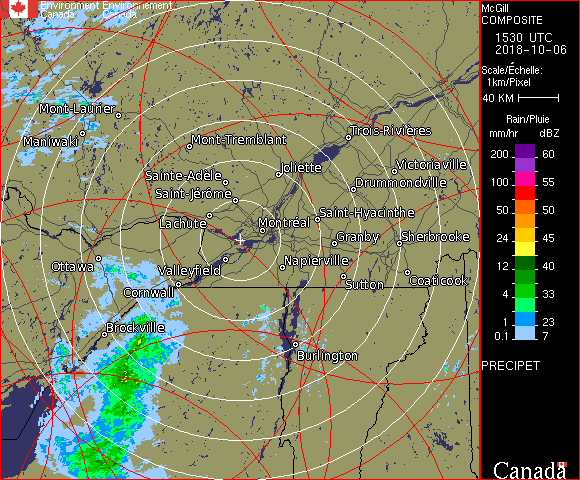 Environment Environnement
Canada Canada
McGill
COMPOSITE
1530 UTC
2018-10-06
Scale/Échelle:
1km/Pixel
40 KM
Rain/Pluie
mm/hr dBZ
200 60
100 55
50 50
24 45
12 40
4 33
1 23
0.1 7
PRECIPET
Canada
Mont-Laurier
Maniwaki
Mont-Tremblant
Trois-Rivières
Joliette
Victoriaville
Sainte-Adèle
Drummondville
Saint-Jérôme
Saint-Hyacinthe
Lachute
Montréal
Granby
Sherbrooke
Ottawa
Valleyfield
Napierville
Cornwall
Sutton
Coaticook
Brockville
Burlington